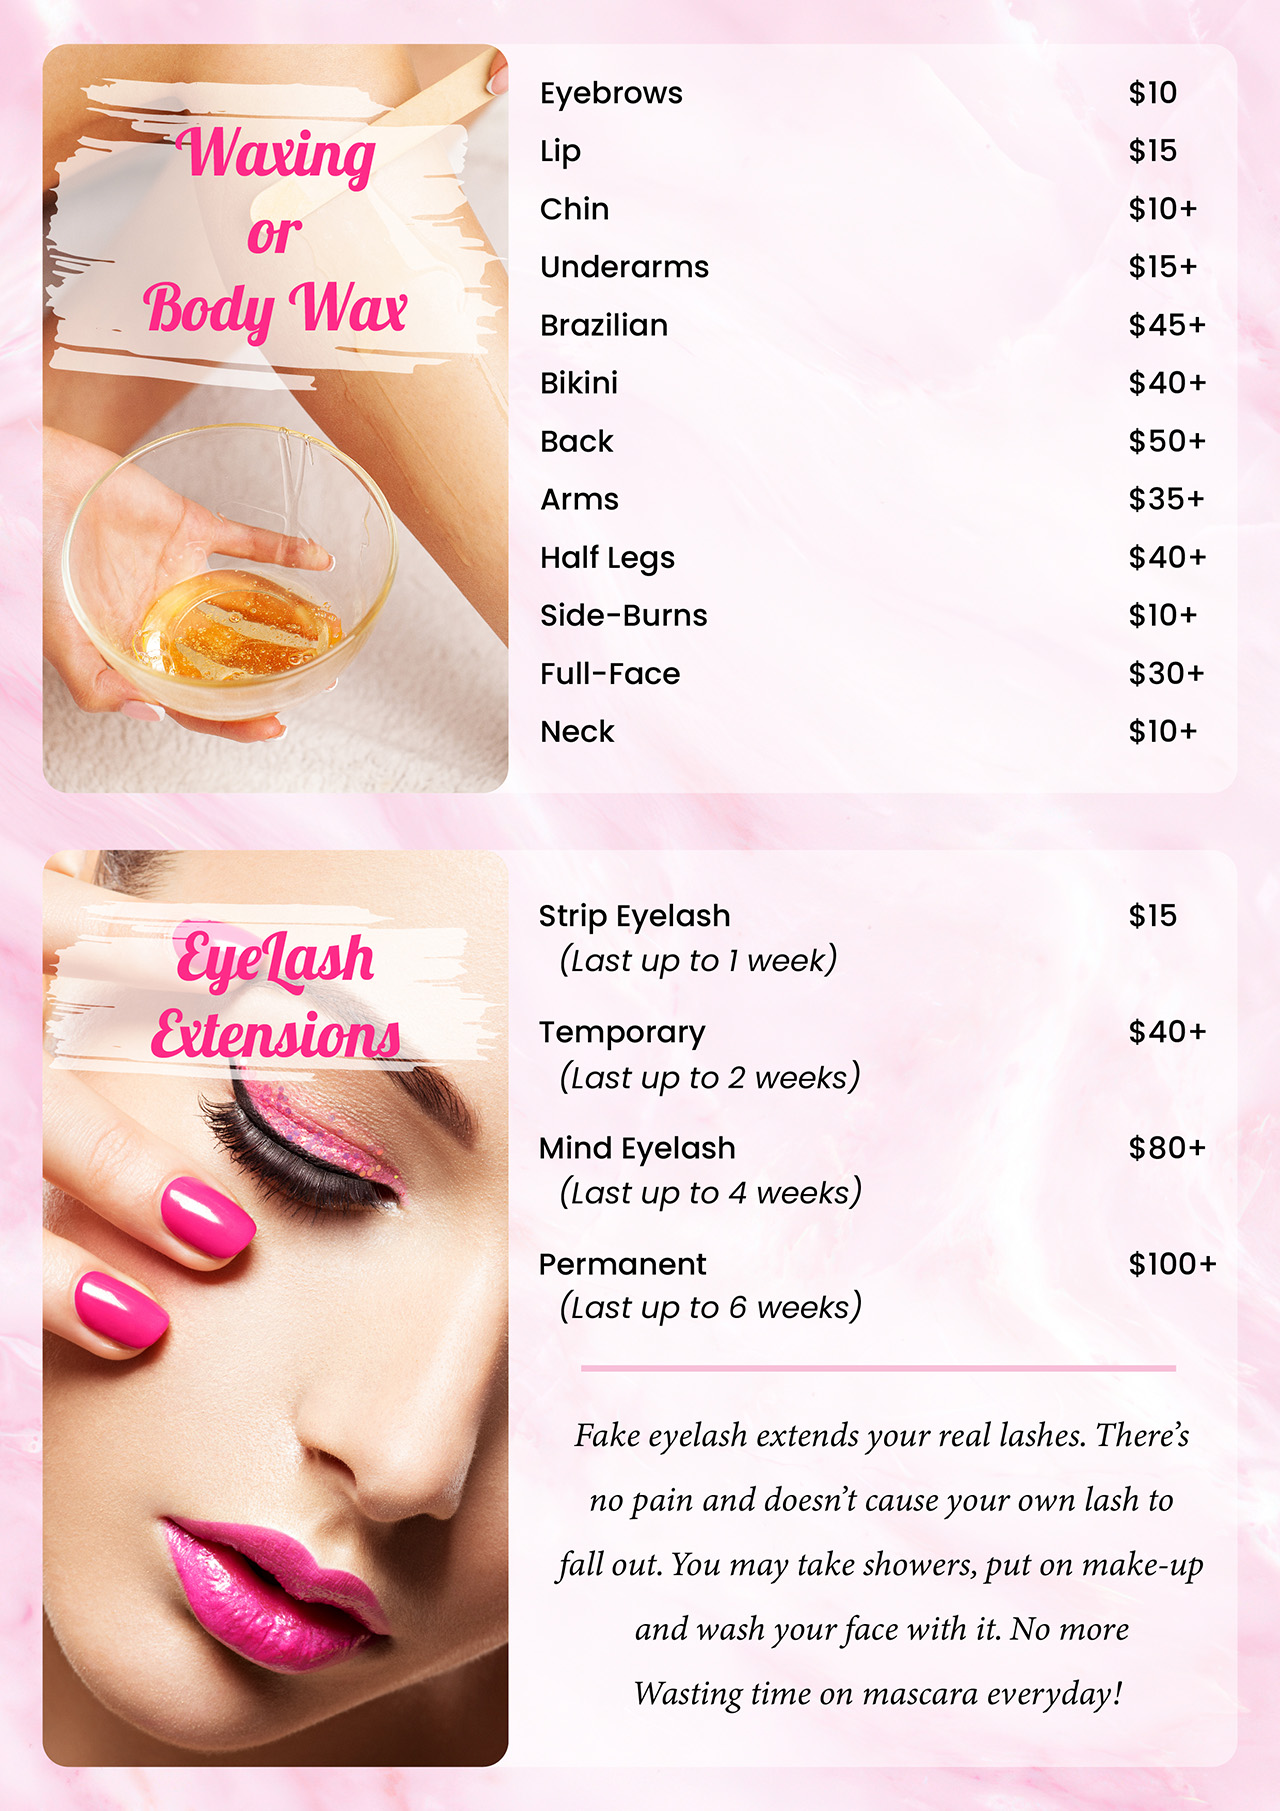 Waxing
or
Body Wax
Eyebrows $10
Lip $15
Chin $10+
Underarms $15+
Brazilian $45+
Bikini $40+
Back $50+
Arms $35+
Half Legs $40+
Side-Burns $10+
Full-Face $30+
Neck $10+
EyeLash
Extensions
Strip Eyelash $15
(Last up to 1 week)
Temporary $40+
(Last up to 2 weeks)
Mind Eyelash $80+
(Last up to 4 weeks)
Permanent $100+
(Last up to 6 weeks)
Fake eyelash extends your real lashes. There’s
no pain and doesn’t cause your own lash to
fall out. You may take showers, put on make-up
and wash your face with it. No more
Wasting time on mascara everyday!